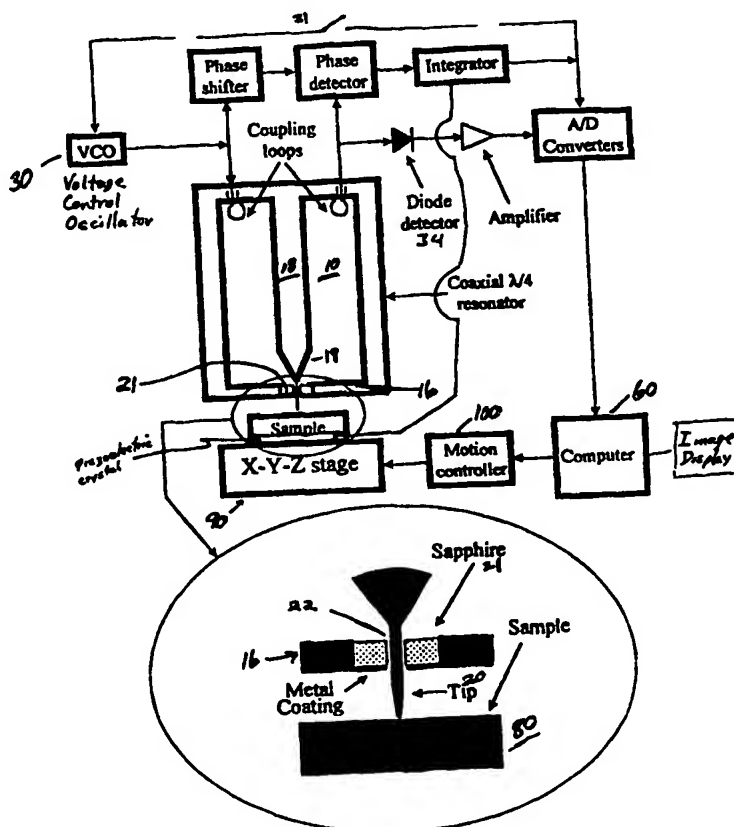 31
Phase
shifter
Phase
detector
Integrator
30
VCO
Voltage
Control
Oscillator
Coupling
loops
A/D
Converters
Diode
detector
34
Amplifier
18
10
Coaxial λ/4
resonator
19
21
16
Sample
Piezoelectric
crystal
X-Y-Z stage
90
100
Motion
controller
60
Computer
Image
Display
Sapphire
21
22
Sample
16
Metal
Coating
Tip 20
80